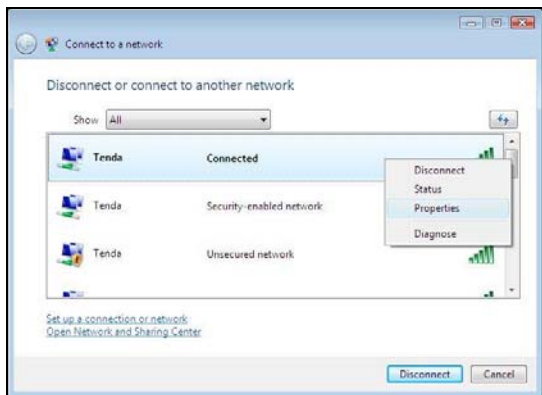 Connect to a network
Disconnect or connect to another network
Show All
Tenda Connected
Disconnect
Status
Tenda Security-enabled network Properties
Diagnose
Tenda Unsecured network
Set up a connection or network
Open Network and Sharing Center
Disconnect Cancel